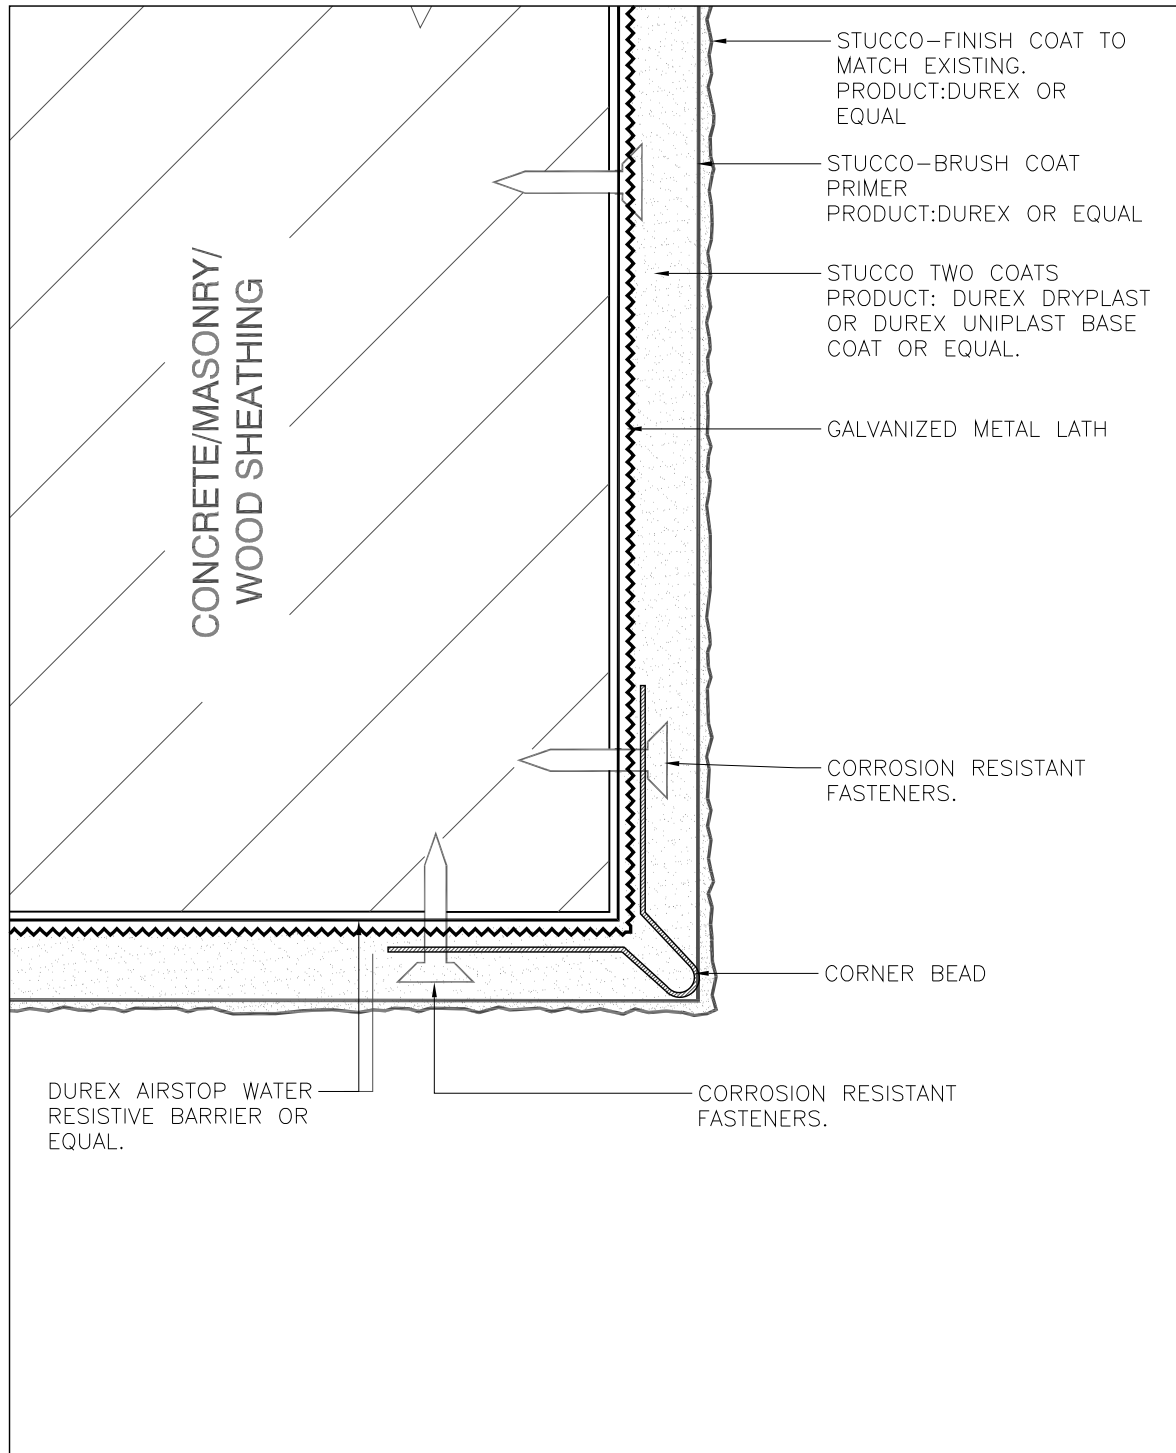 STUCCO-FINISH COAT TO
MATCH EXISTING.
PRODUCT:DUREX OR
EQUAL
STUCCO-BRUSH COAT
PRIMER
PRODUCT:DUREX OR EQUAL
STUCCO TWO COATS
PRODUCT: DUREX DRYPLAST
OR DUREX UNIPLAST BASE
COAT OR EQUAL.
CONCRETE/MASONRY/
WOOD SHEATHING
GALVANIZED METAL LATH
CORROSION RESISTANT
FASTENERS.
CORNER BEAD
DUREX AIRSTOP WATER
RESISTIVE BARRIER OR
EQUAL.
CORROSION RESISTANT
FASTENERS.